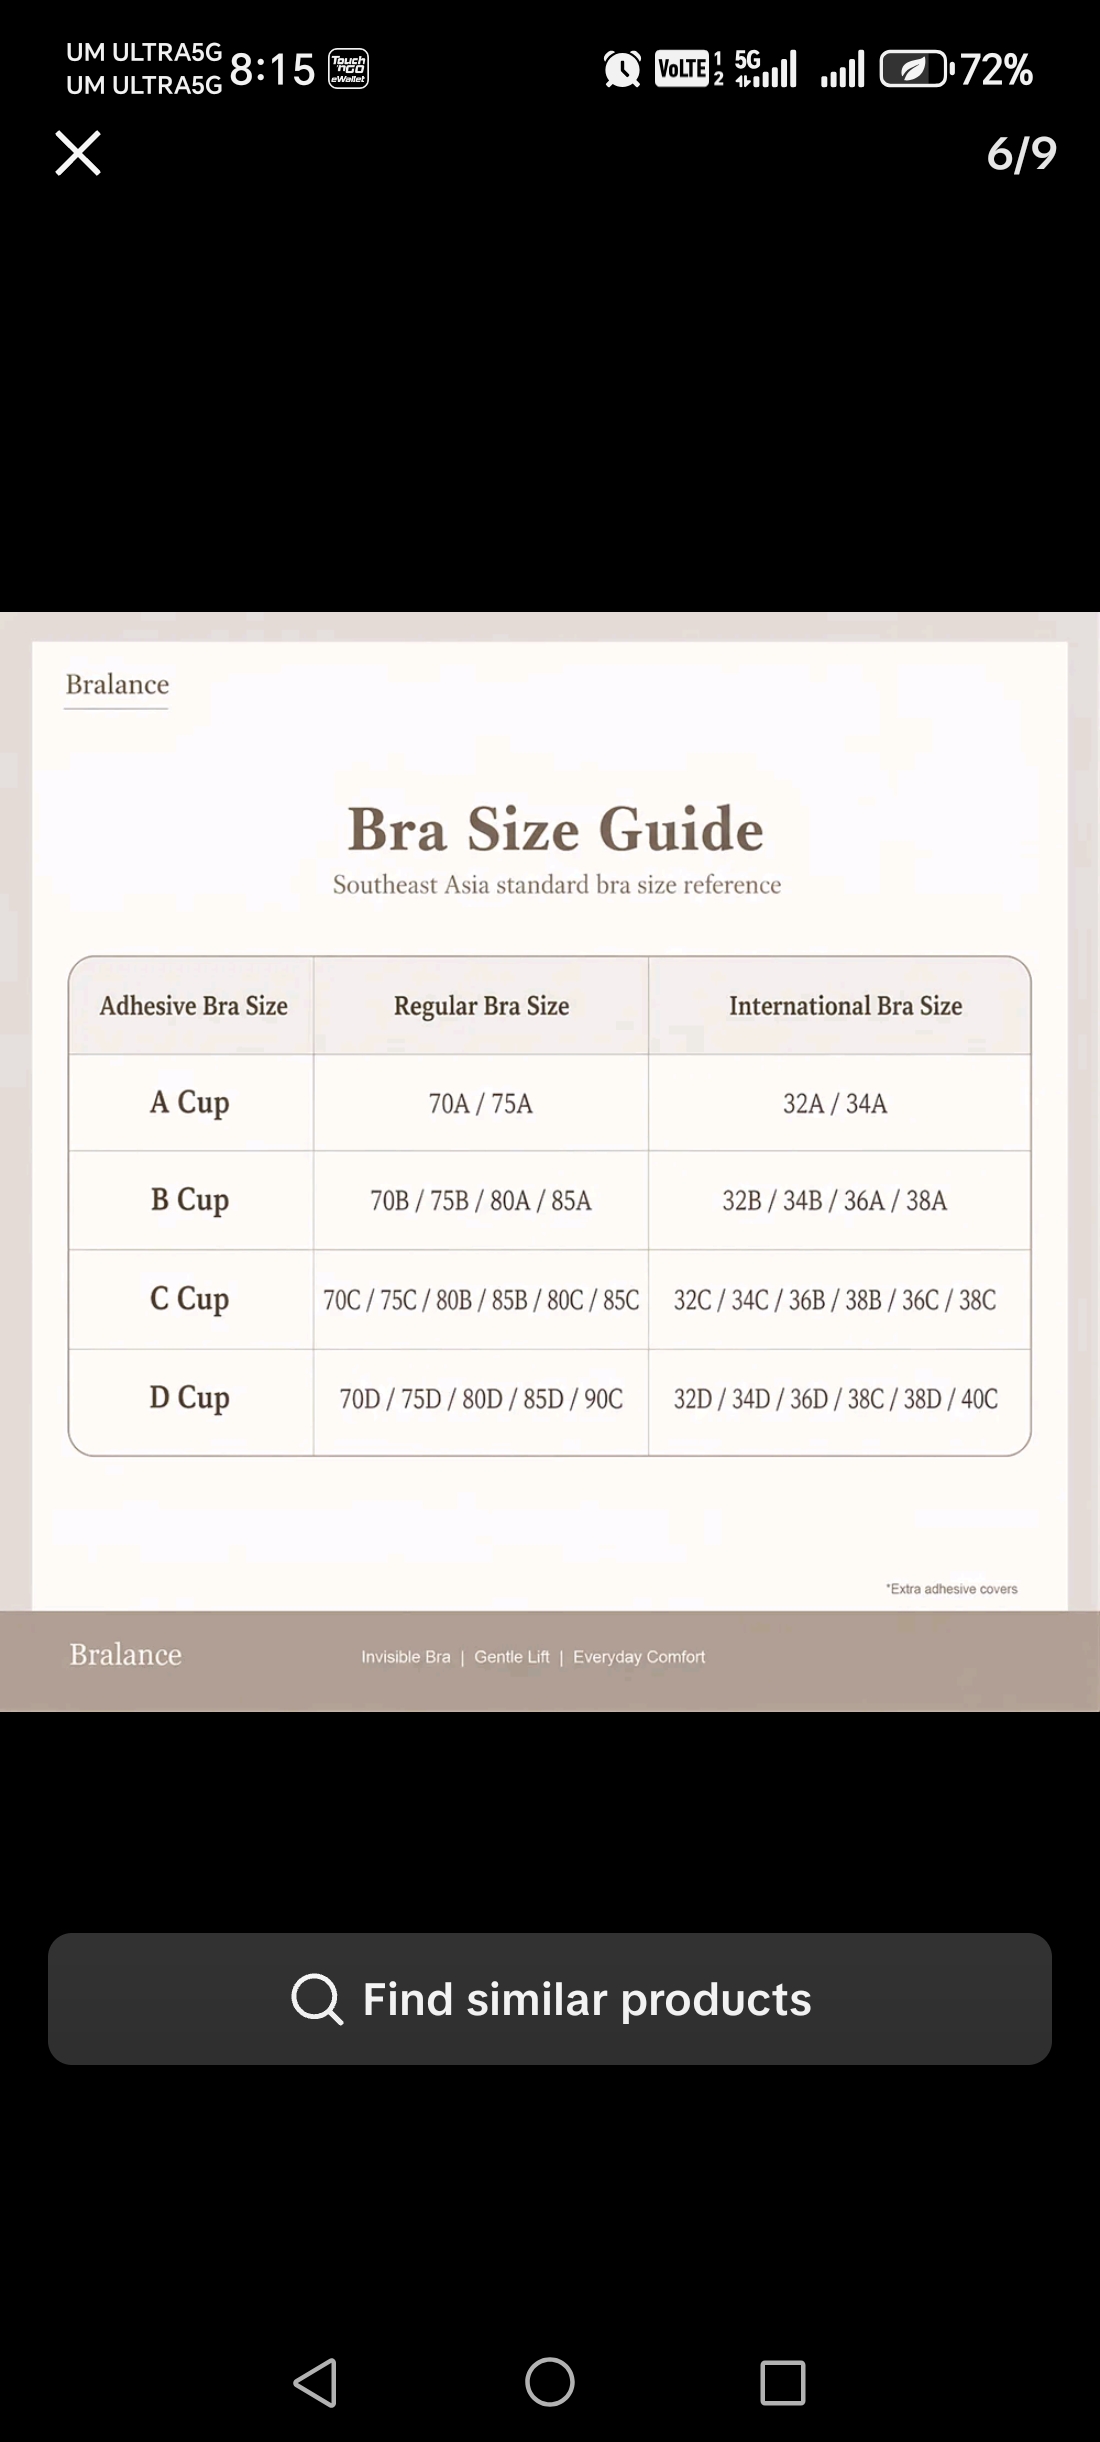 UM ULTRA5G
UM ULTRA5G
8:15
Touch 'nGO eWallet
VoLTE 1 2 5G 72%
6/9
Bralance
Bra Size Guide
Southeast Asia standard bra size reference
Adhesive Bra Size Regular Bra Size International Bra Size
A Cup 70A / 75A 32A / 34A
B Cup 70B / 75B / 80A / 85A 32B / 34B / 36A / 38A
C Cup 70C / 75C / 80B / 85B / 80C / 85C 32C / 34C / 36B / 38B / 36C / 38C
D Cup 70D / 75D / 80D / 85D / 90C 32D / 34D / 36D / 38C / 38D / 40C
*Extra adhesive covers
Bralance Invisible Bra | Gentle Lift | Everyday Comfort
Find similar products